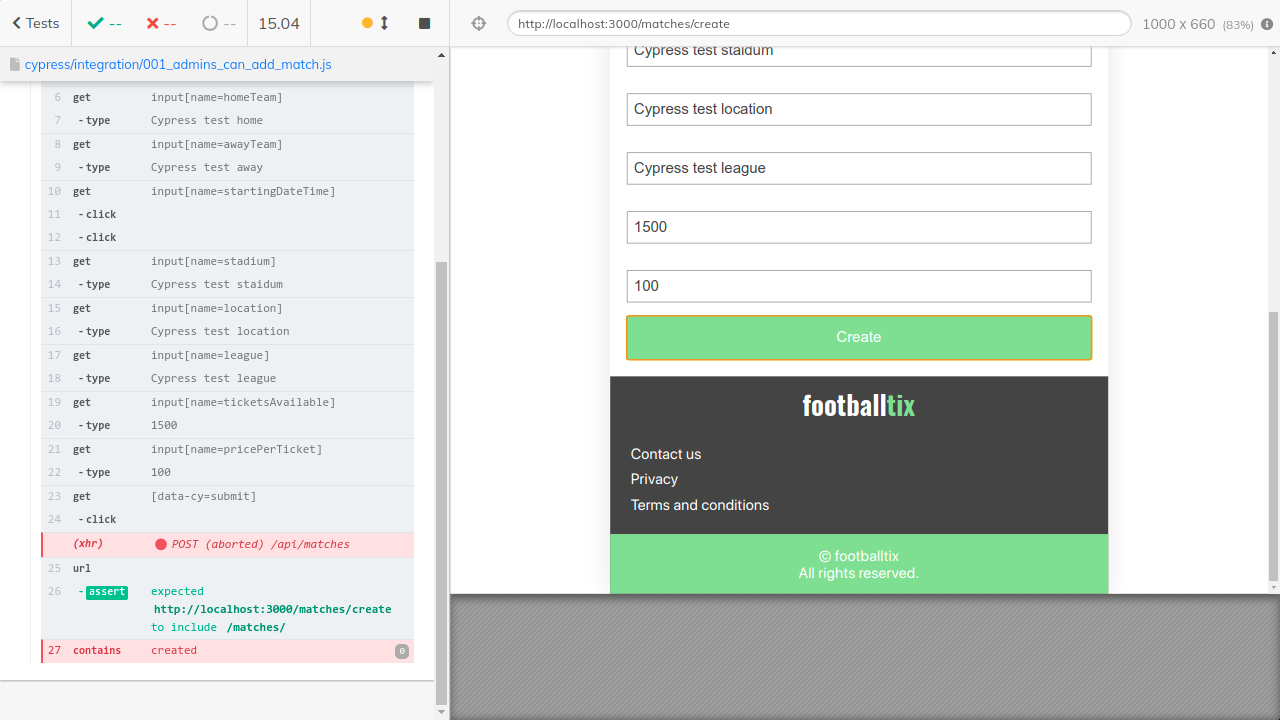 Tests
--
--
--
15.04
http://localhost:3000/matches/create
1000 x 660 (83%)
cypress/integration/001_admins_can_add_match.js
6 get input[name=homeTeam]
7 -type Cypress test home
8 get input[name=awayTeam]
9 -type Cypress test away
10 get input[name=startingDateTime]
11 -click
12 -click
13 get input[name=stadium]
14 -type Cypress test staidum
15 get input[name=location]
16 -type Cypress test location
17 get input[name=league]
18 -type Cypress test league
19 get input[name=ticketsAvailable]
20 -type 1500
21 get input[name=pricePerTicket]
22 -type 100
23 get [data-cy=submit]
24 -click
(xhr) POST (aborted) /api/matches
25 url
26 -assert expected
http://localhost:3000/matches/create
to include /matches/
27 contains created 0
Cypress test staidum
Cypress test location
Cypress test league
1500
100
Create
footballtix
Contact us
Privacy
Terms and conditions
© footballtix
All rights reserved.